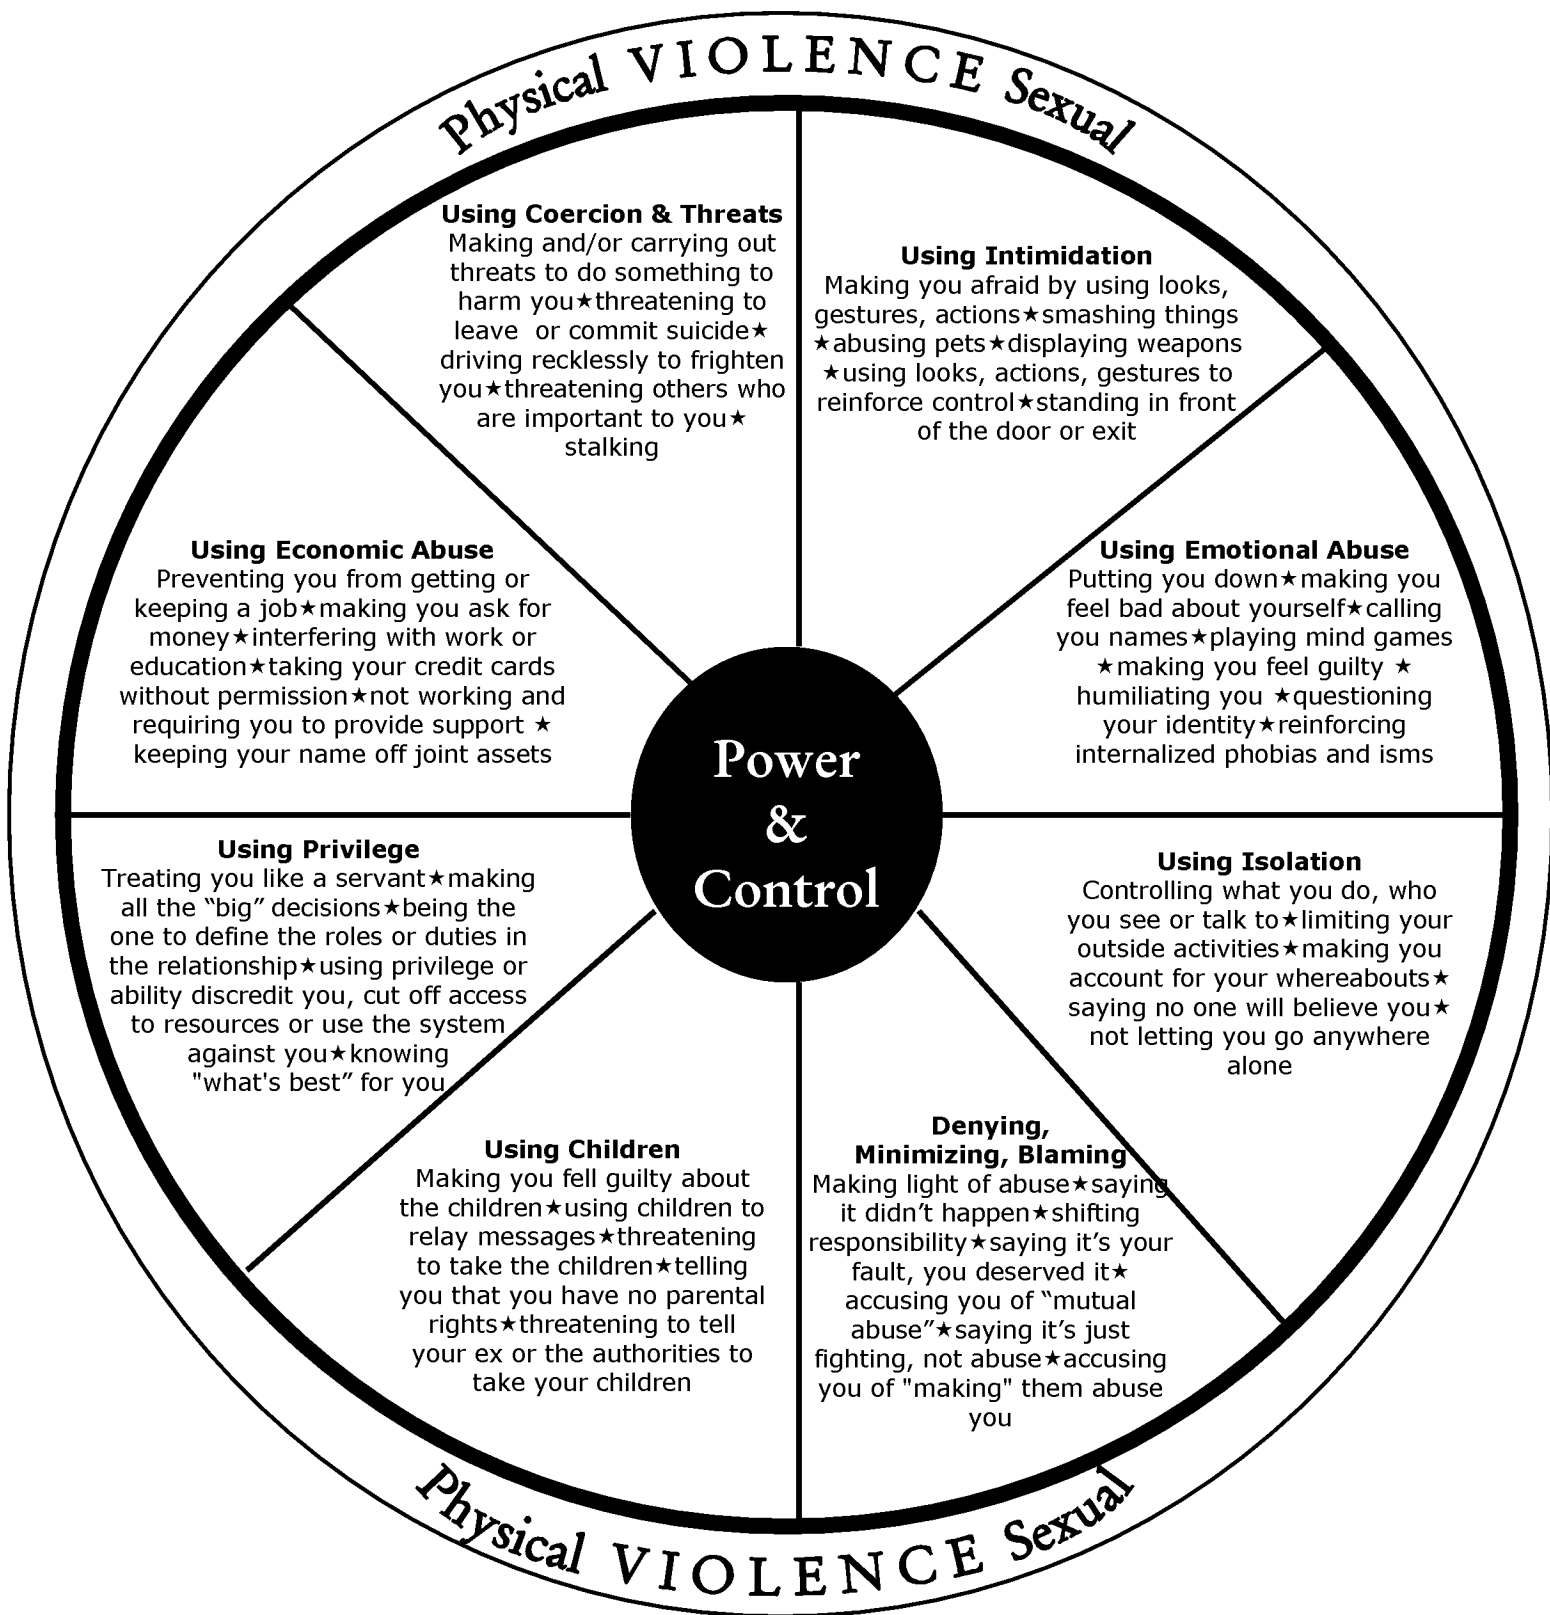 Physical VIOLENCE Sexual
Using Coercion & Threats
Making and/or carrying out
threats to do something to
harm you★threatening to
leave  or commit suicide★
driving recklessly to frighten
you★threatening others who
are important to you★
stalking
Using Intimidation
Making you afraid by using looks,
gestures, actions★smashing things
★abusing pets★displaying weapons
★using looks, actions, gestures to
reinforce control★standing in front
of the door or exit
Using Economic Abuse
Preventing you from getting or
keeping a job★making you ask for
money★interfering with work or
education★taking your credit cards
without permission★not working and
requiring you to provide support ★
keeping your name off joint assets
Using Emotional Abuse
Putting you down★making you
feel bad about yourself★calling
you names★playing mind games
★making you feel guilty ★
humiliating you ★questioning
your identity★reinforcing
internalized phobias and isms
Power
&
Control
Using Privilege
Treating you like a servant★making
all the “big” decisions★being the
one to define the roles or duties in
the relationship★using privilege or
ability discredit you, cut off access
to resources or use the system
against you★knowing
"what's best” for you
Using Isolation
Controlling what you do, who
you see or talk to★limiting your
outside activities★making you
account for your whereabouts★
saying no one will believe you★
not letting you go anywhere
alone
Using Children
Making you fell guilty about
the children★using children to
relay messages★threatening
to take the children★telling
you that you have no parental
rights★threatening to tell
your ex or the authorities to
take your children
Denying,
Minimizing, Blaming
Making light of abuse★saying
it didn’t happen★shifting
responsibility★saying it’s your
fault, you deserved it★
accusing you of “mutual
abuse”★saying it’s just
fighting, not abuse★accusing
you of "making" them abuse
you
Physical VIOLENCE Sexual